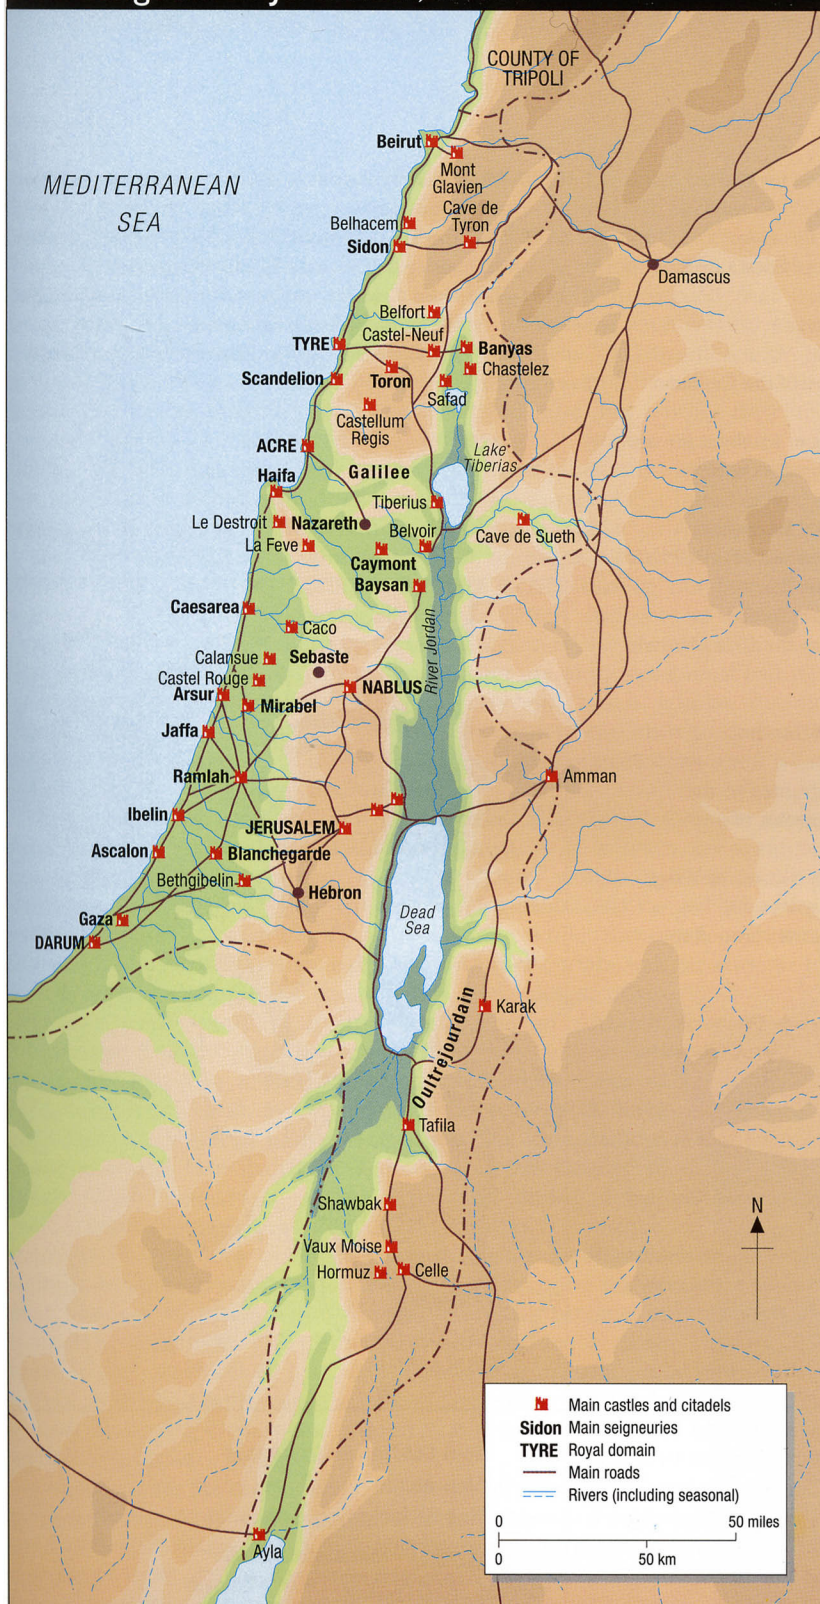 COUNTY OF
TRIPOLI
Beirut
MEDITERRANEAN
SEA
Mont
Glavien
Cave de
Tyron
Belhacem
Sidon
Damascus
Belfort
Castel-Neuf
TYRE
Banyas
Chastelez
Scandelion
Toron
Safad
Castellum
Regis
ACRE
Lake
Tiberias
Galilee
Haifa
Tiberius
Le Destroit
Nazareth
Belvoir
Cave de Sueth
La Feve
Caymont
Baysan
Caesarea
Caco
River Jordan
Calansue
Sebaste
Castel Rouge
NABLUS
Arsur
Mirabel
Jaffa
Ramlah
Amman
Ibelin
JERUSALEM
Ascalon
Blanchegarde
Bethgibelin
Hebron
Dead
Sea
Gaza
DARUM
Karak
Oultrejourdain
Tafila
Shawbak
N
Vaux Moise
Hormuz
Celle
Main castles and citadels
Sidon Main seigneuries
TYRE Royal domain
Main roads
Rivers (including seasonal)
0 50 miles
0 50 km
Ayla